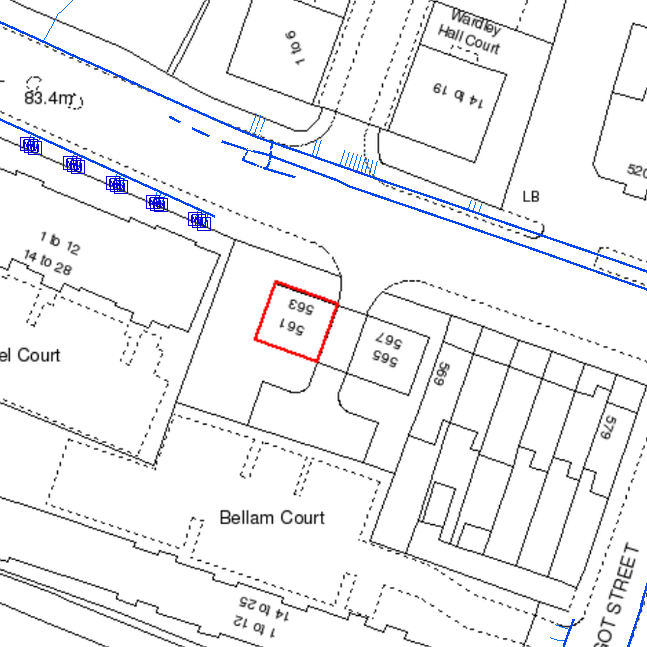 Wardley
Hall Court
1 to 6
14 to 19
83.4m
LB
520
1 to 12
14 to 28
563
561
567
565
569
579
el Court
Bellam Court
14 to 25
1 to 12
GOT STREET